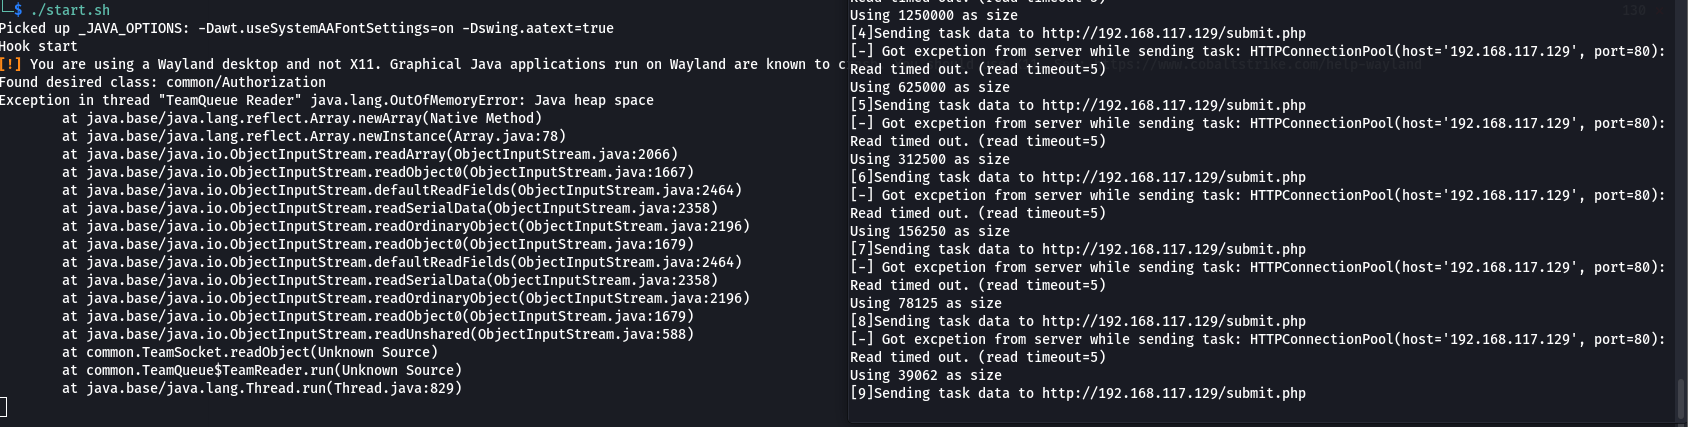 └─$ ./start.sh
Picked up _JAVA_OPTIONS: -Dawt.useSystemAAFontSettings=on -Dswing.aatext=true
Hook start
[!] You are using a Wayland desktop and not X11. Graphical Java applications run on Wayland are known to c
Found desired class: common/Authorization
Exception in thread "TeamQueue Reader" java.lang.OutOfMemoryError: Java heap space
at java.base/java.lang.reflect.Array.newArray(Native Method)
at java.base/java.lang.reflect.Array.newInstance(Array.java:78)
at java.base/java.io.ObjectInputStream.readArray(ObjectInputStream.java:2066)
at java.base/java.io.ObjectInputStream.readObject0(ObjectInputStream.java:1667)
at java.base/java.io.ObjectInputStream.defaultReadFields(ObjectInputStream.java:2464)
at java.base/java.io.ObjectInputStream.readSerialData(ObjectInputStream.java:2358)
at java.base/java.io.ObjectInputStream.readOrdinaryObject(ObjectInputStream.java:2196)
at java.base/java.io.ObjectInputStream.readObject0(ObjectInputStream.java:1679)
at java.base/java.io.ObjectInputStream.defaultReadFields(ObjectInputStream.java:2464)
at java.base/java.io.ObjectInputStream.readSerialData(ObjectInputStream.java:2358)
at java.base/java.io.ObjectInputStream.readOrdinaryObject(ObjectInputStream.java:2196)
at java.base/java.io.ObjectInputStream.readObject0(ObjectInputStream.java:1679)
at java.base/java.io.ObjectInputStream.readUnshared(ObjectInputStream.java:588)
at common.TeamSocket.readObject(Unknown Source)
at common.TeamQueue$TeamReader.run(Unknown Source)
at java.base/java.lang.Thread.run(Thread.java:829)
Read timed out. (read timeout=5)
130
Using 1250000 as size
[4]Sending task data to http://192.168.117.129/submit.php
[-] Got excpetion from server while sending task: HTTPConnectionPool(host='192.168.117.129', port=80):
Read timed out. (read timeout=5)
https://www.cobaltstrike.com/help-wayland
Using 625000 as size
[5]Sending task data to http://192.168.117.129/submit.php
[-] Got excpetion from server while sending task: HTTPConnectionPool(host='192.168.117.129', port=80):
Read timed out. (read timeout=5)
Using 312500 as size
[6]Sending task data to http://192.168.117.129/submit.php
[-] Got excpetion from server while sending task: HTTPConnectionPool(host='192.168.117.129', port=80):
Read timed out. (read timeout=5)
Using 156250 as size
[7]Sending task data to http://192.168.117.129/submit.php
[-] Got excpetion from server while sending task: HTTPConnectionPool(host='192.168.117.129', port=80):
Read timed out. (read timeout=5)
Using 78125 as size
[8]Sending task data to http://192.168.117.129/submit.php
[-] Got excpetion from server while sending task: HTTPConnectionPool(host='192.168.117.129', port=80):
Read timed out. (read timeout=5)
Using 39062 as size
[9]Sending task data to http://192.168.117.129/submit.php